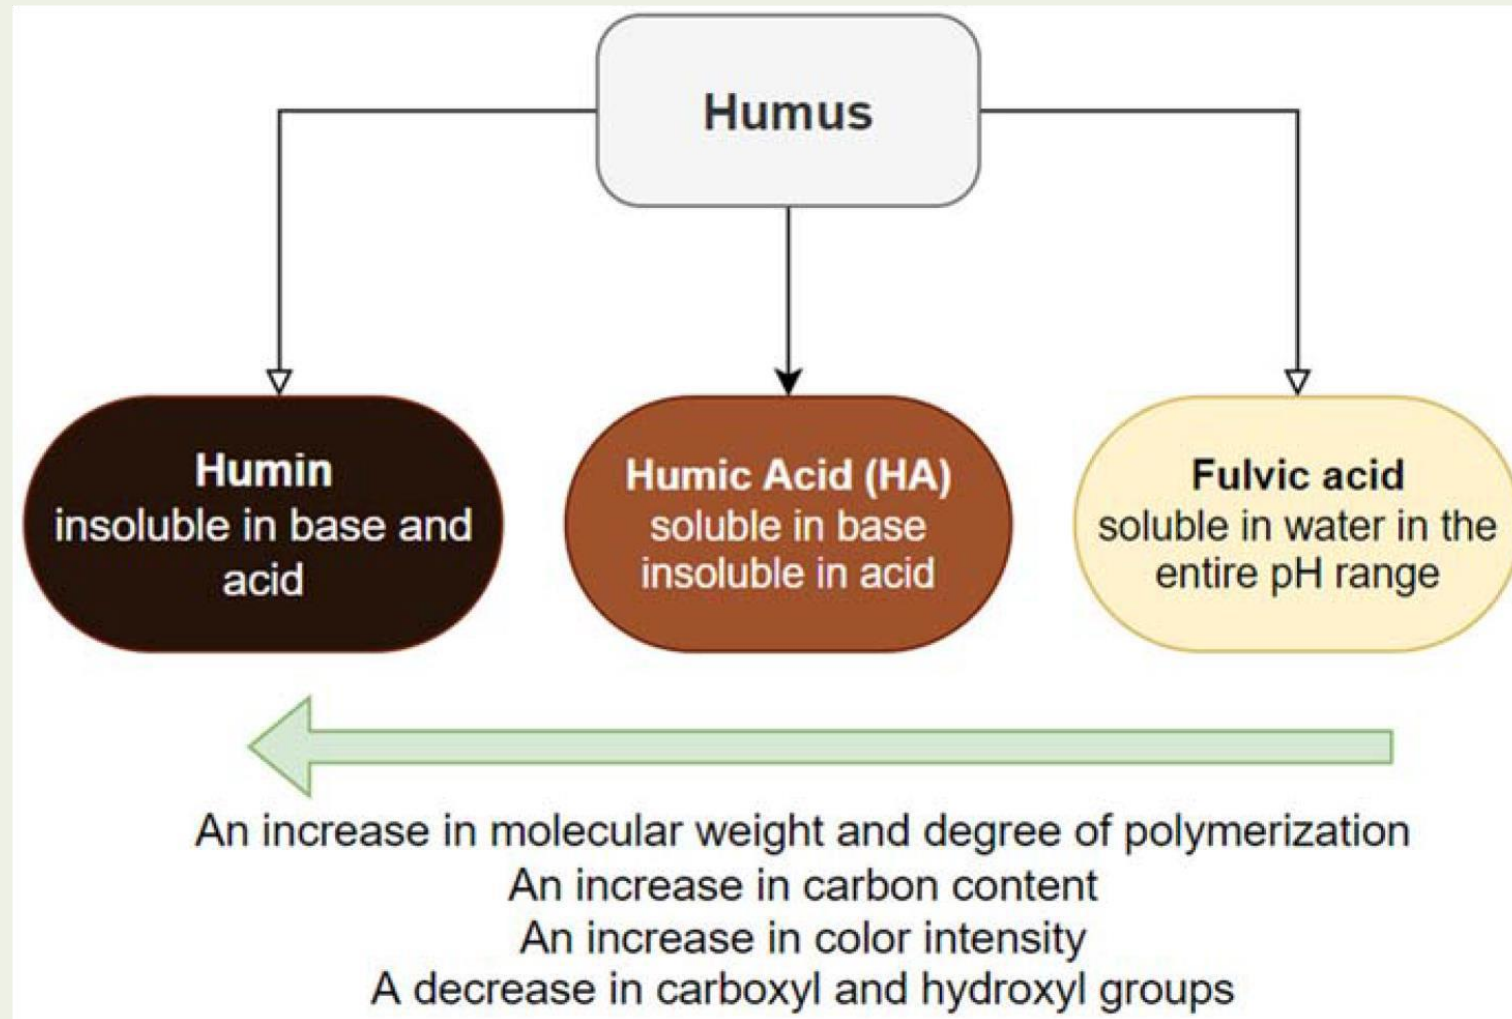 Humus
Humin
insoluble in base and
acid
Humic Acid (HA)
soluble in base
insoluble in acid
Fulvic acid
soluble in water in the
entire pH range
An increase in molecular weight and degree of polymerization
An increase in carbon content
An increase in color intensity
A decrease in carboxyl and hydroxyl groups